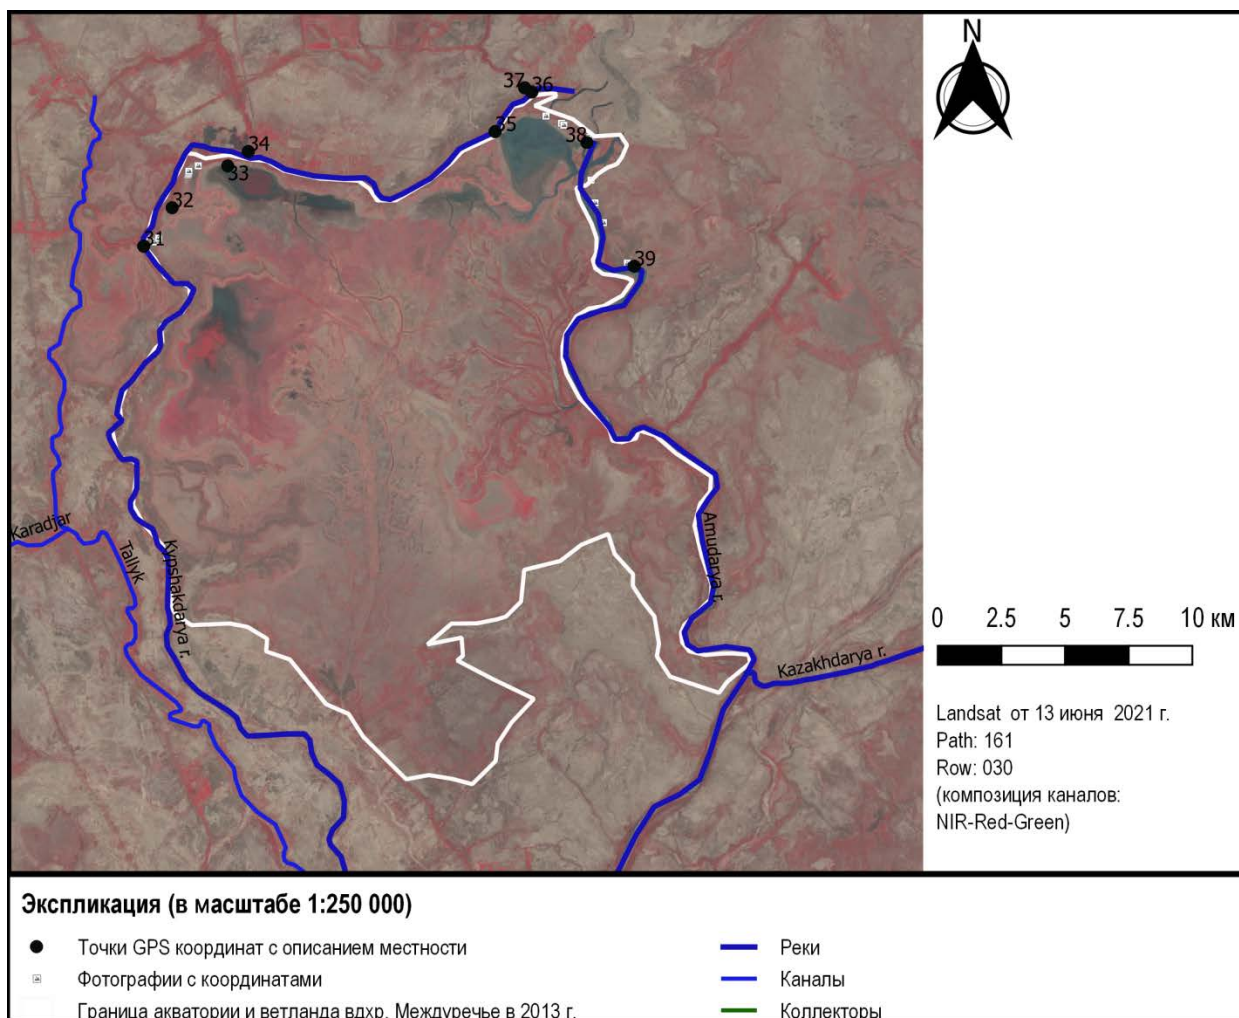 N
37
36
35
38
34
33
32
31
39
Karadjar
Tallyk
Kypshakdarya r.
Amudarya r.
Kazakhdarya r.
0 2.5 5 7.5 10 км
Landsat от 13 июня 2021 г.
Path: 161
Row: 030
(композиция каналов:
NIR-Red-Green)
Экспликация (в масштабе 1:250 000)
Точки GPS координат с описанием местности
Фотографии с координатами
Граница акватории и ветланда вдхр. Междуречье в 2013 г.
Реки
Каналы
Коллекторы